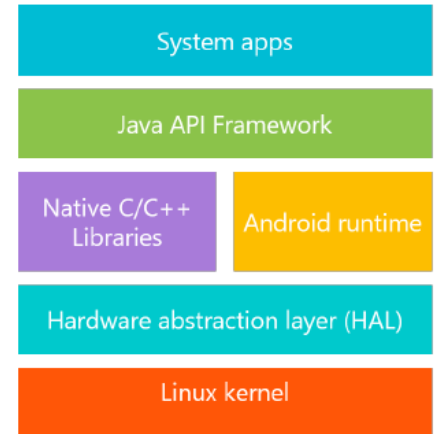 System apps
Java API Framework
Native C/C++
Libraries
Android runtime
Hardware abstraction layer (HAL)
Linux kernel